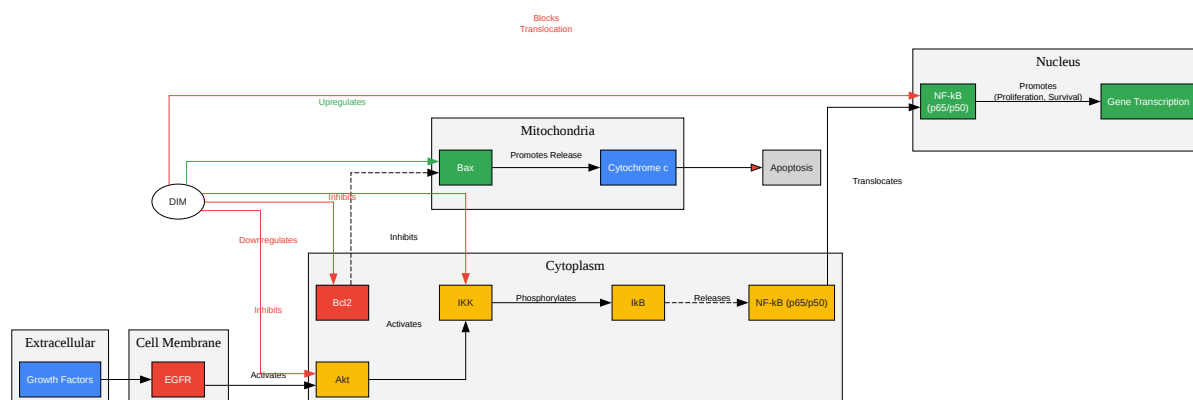 Blocks
Translocation
Nucleus
Upregulates
NF-kB
(p65/p50)
Promotes
(Proliferation, Survival)
Gene Transcription
Mitochondria
Bax
Promotes Release
Cytochrome c
Apoptosis
Translocates
DIM
Inhibits
Downregulates
Inhibits
Cytoplasm
Bcl2
IKK
Phosphorylates
IkB
Releases
NF-kB (p65/p50)
Inhibits
Activates
Extracellular
Cell Membrane
Growth Factors
EGFR
Activates
Akt